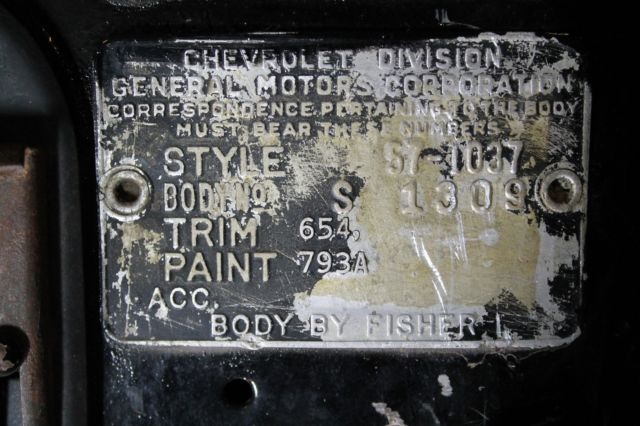 CHEVROLET DIVISION
GENERAL MOTORS CORPORATION
CORRESPONDENCE PERTAINING TO THE BODY
MUST BEAR THESE NUMBERS
STYLE 57-1037
BODY NO. S 1309
TRIM 654
PAINT 793A
ACC.
BODY BY FISHER